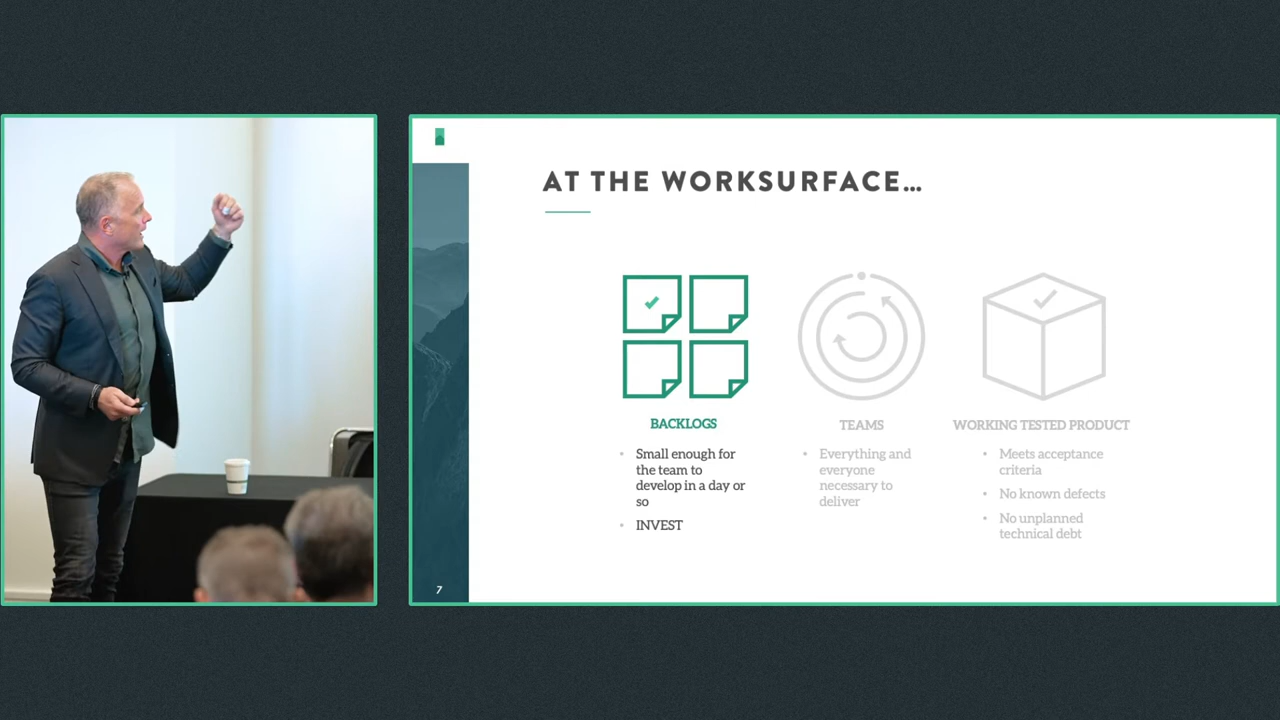 AT THE WORKSURFACE…
BACKLOGS
• Small enough for
the team to
develop in a day or
so
• INVEST
TEAMS
• Everything and
everyone
necessary to
deliver
WORKING TESTED PRODUCT
• Meets acceptance
criteria
• No known defects
• No unplanned
technical debt
7